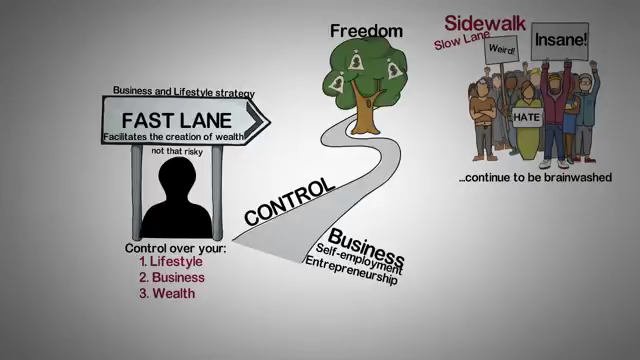 Business and Lifestyle strategy
FAST LANE
Facilitates the creation of wealth
not that risky
Control over your:
1. Lifestyle
2. Business
3. Wealth
Freedom
CONTROL
Business
Self-employment
Entrepreneurship
Sidewalk
Slow Lane
Weird!
Insane!
HATE
...continue to be brainwashed